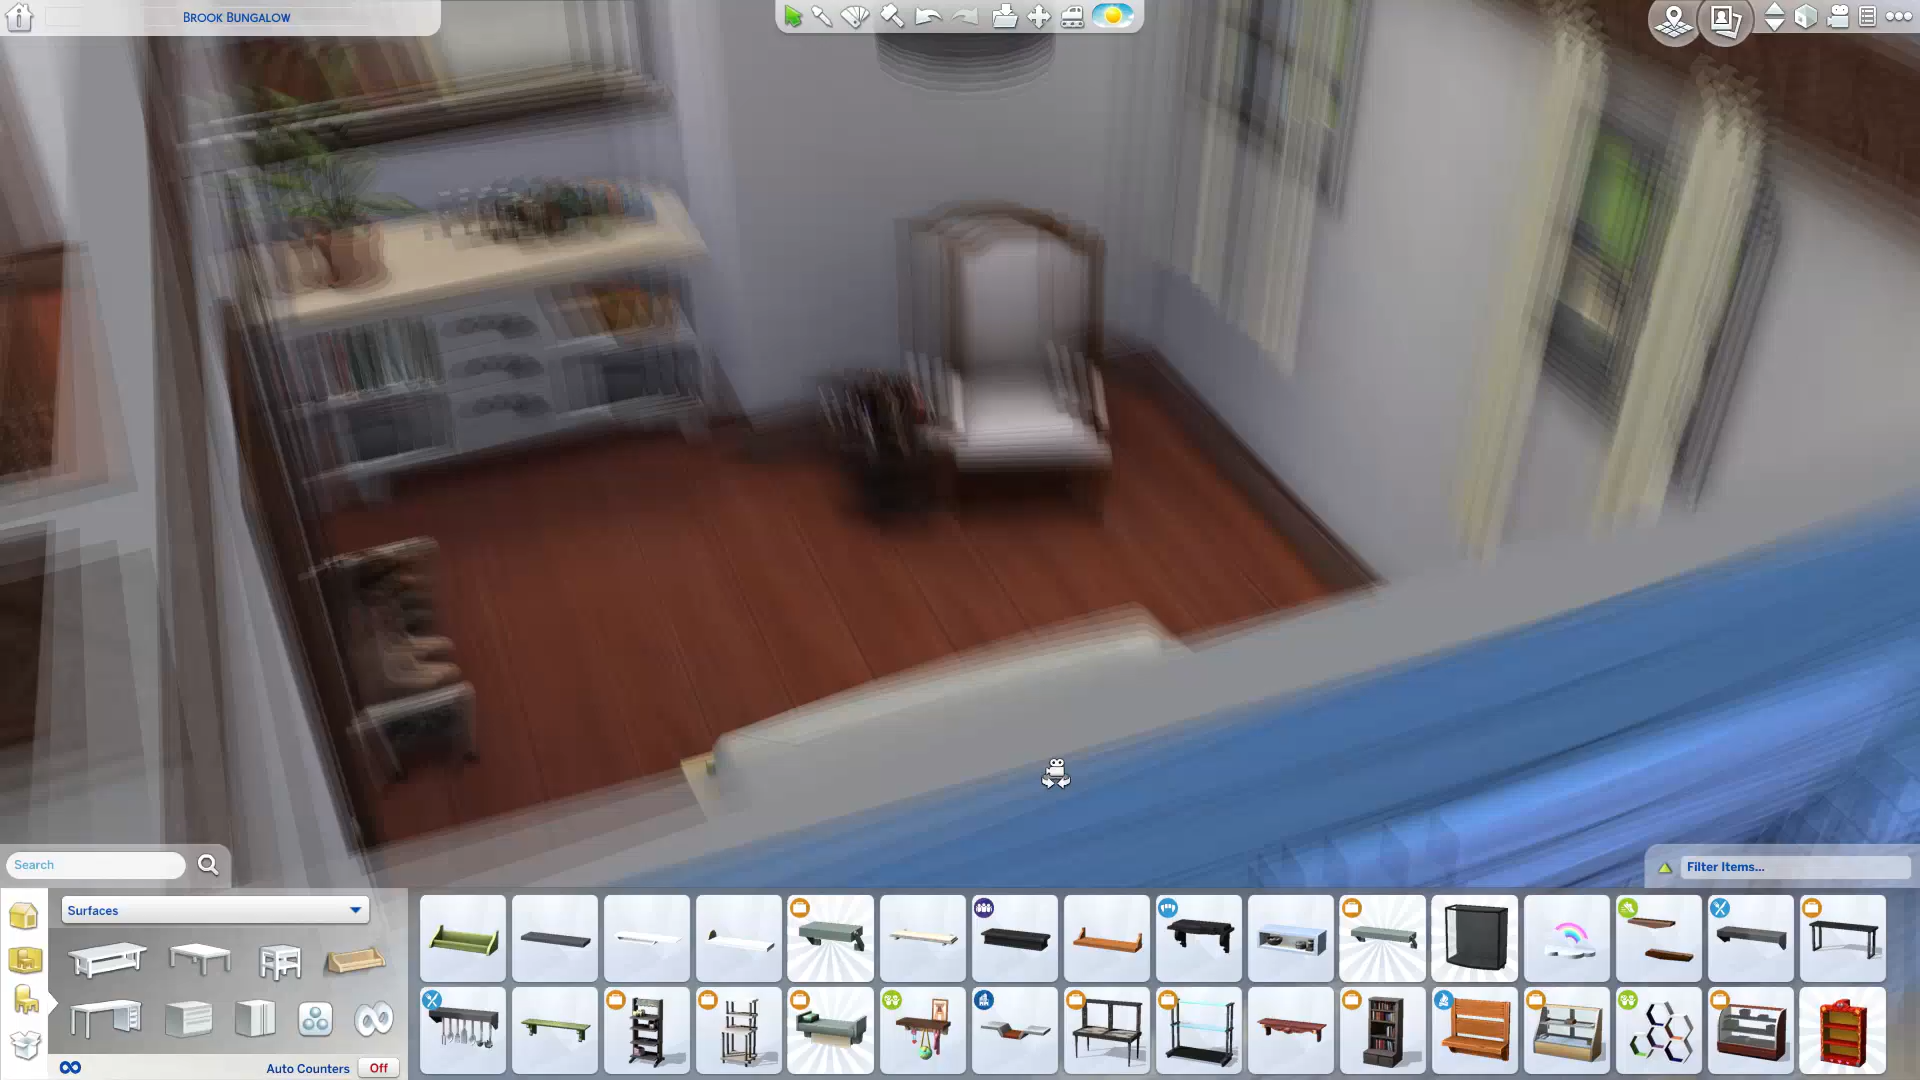 BROOK BUNGALOW
Search
Filter Items...
Surfaces
Auto Counters
Off